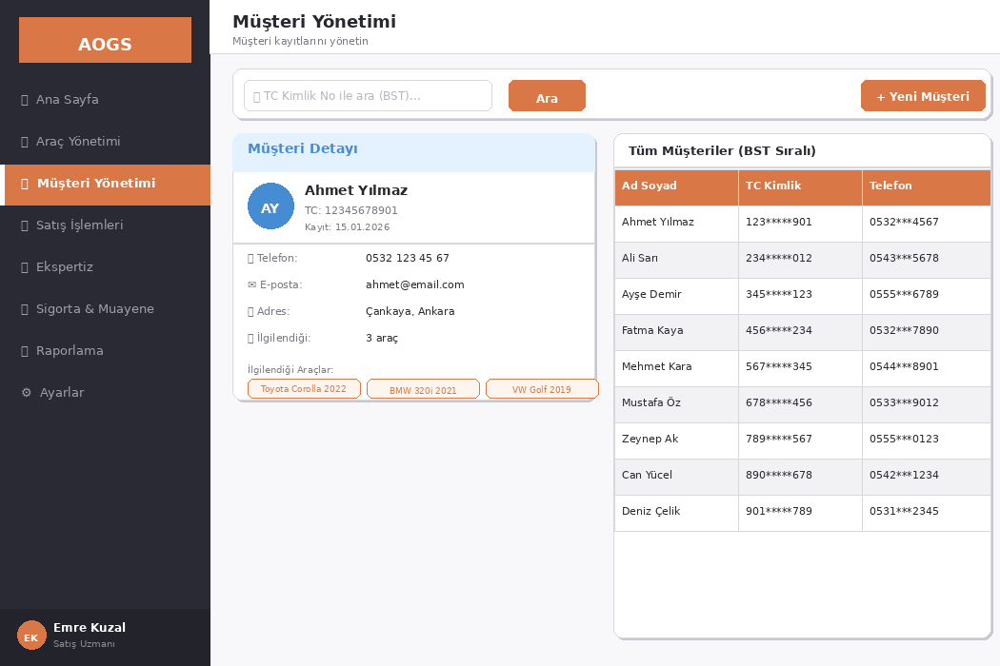 AOGS
Ana Sayfa
Araç Yönetimi
Müşteri Yönetimi
Satış İşlemleri
Ekspertiz
Sigorta & Muayene
Raporlama
⚙ Ayarlar
EK
Emre Kuzal
Satış Uzmanı
Müşteri Yönetimi
Müşteri kayıtlarını yönetin
TC Kimlik No ile ara (BST)...
Ara
+ Yeni Müşteri
Müşteri Detayı
AY
Ahmet Yılmaz
TC: 12345678901
Kayıt: 15.01.2026
Telefon: 0532 123 45 67
✉ E-posta: ahmet@email.com
Adres: Çankaya, Ankara
İlgilendiği: 3 araç
İlgilendiği Araçlar:
Toyota Corolla 2022 BMW 320i 2021 VW Golf 2019
Tüm Müşteriler (BST Sıralı)
Ad Soyad TC Kimlik Telefon
Ahmet Yılmaz 123*****901 0532***4567
Ali Sarı 234*****012 0543***5678
Ayşe Demir 345*****123 0555***6789
Fatma Kaya 456*****234 0532***7890
Mehmet Kara 567*****345 0544***8901
Mustafa Öz 678*****456 0533***9012
Zeynep Ak 789*****567 0555***0123
Can Yücel 890*****678 0542***1234
Deniz Çelik 901*****789 0531***2345